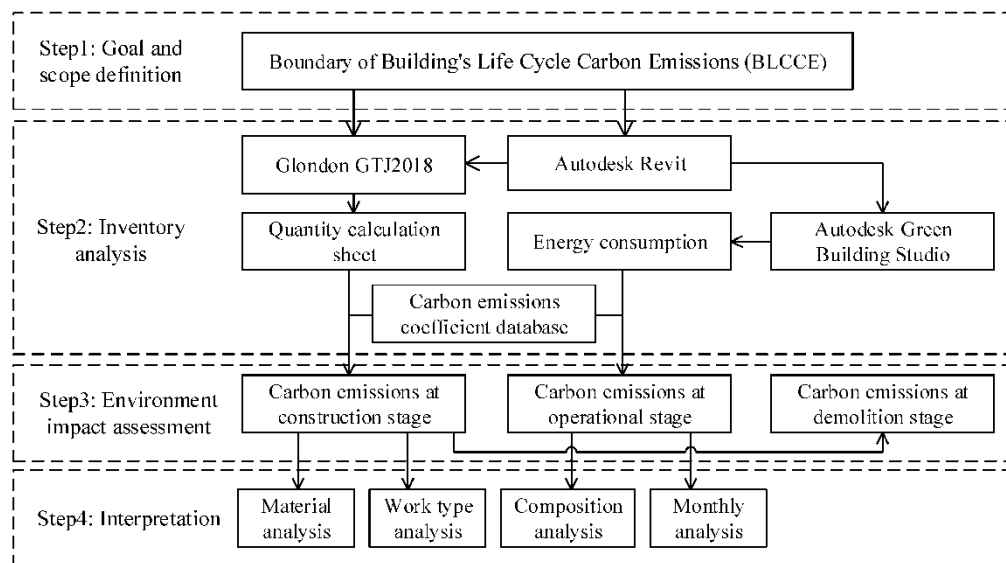 Step1: Goal and
scope definition
Boundary of Building's Life Cycle Carbon Emissions (BLCCE)
Step2: Inventory
analysis
Glondon GTJ2018
Autodesk Revit
Quantity calculation
sheet
Energy consumption
Autodesk Green
Building Studio
Carbon emissions
coefficient database
Step3: Environment
impact assessment
Carbon emissions at
construction stage
Carbon emissions at
operational stage
Carbon emissions at
demolition stage
Step4: Interpretation
Material
analysis
Work type
analysis
Composition
analysis
Monthly
analysis